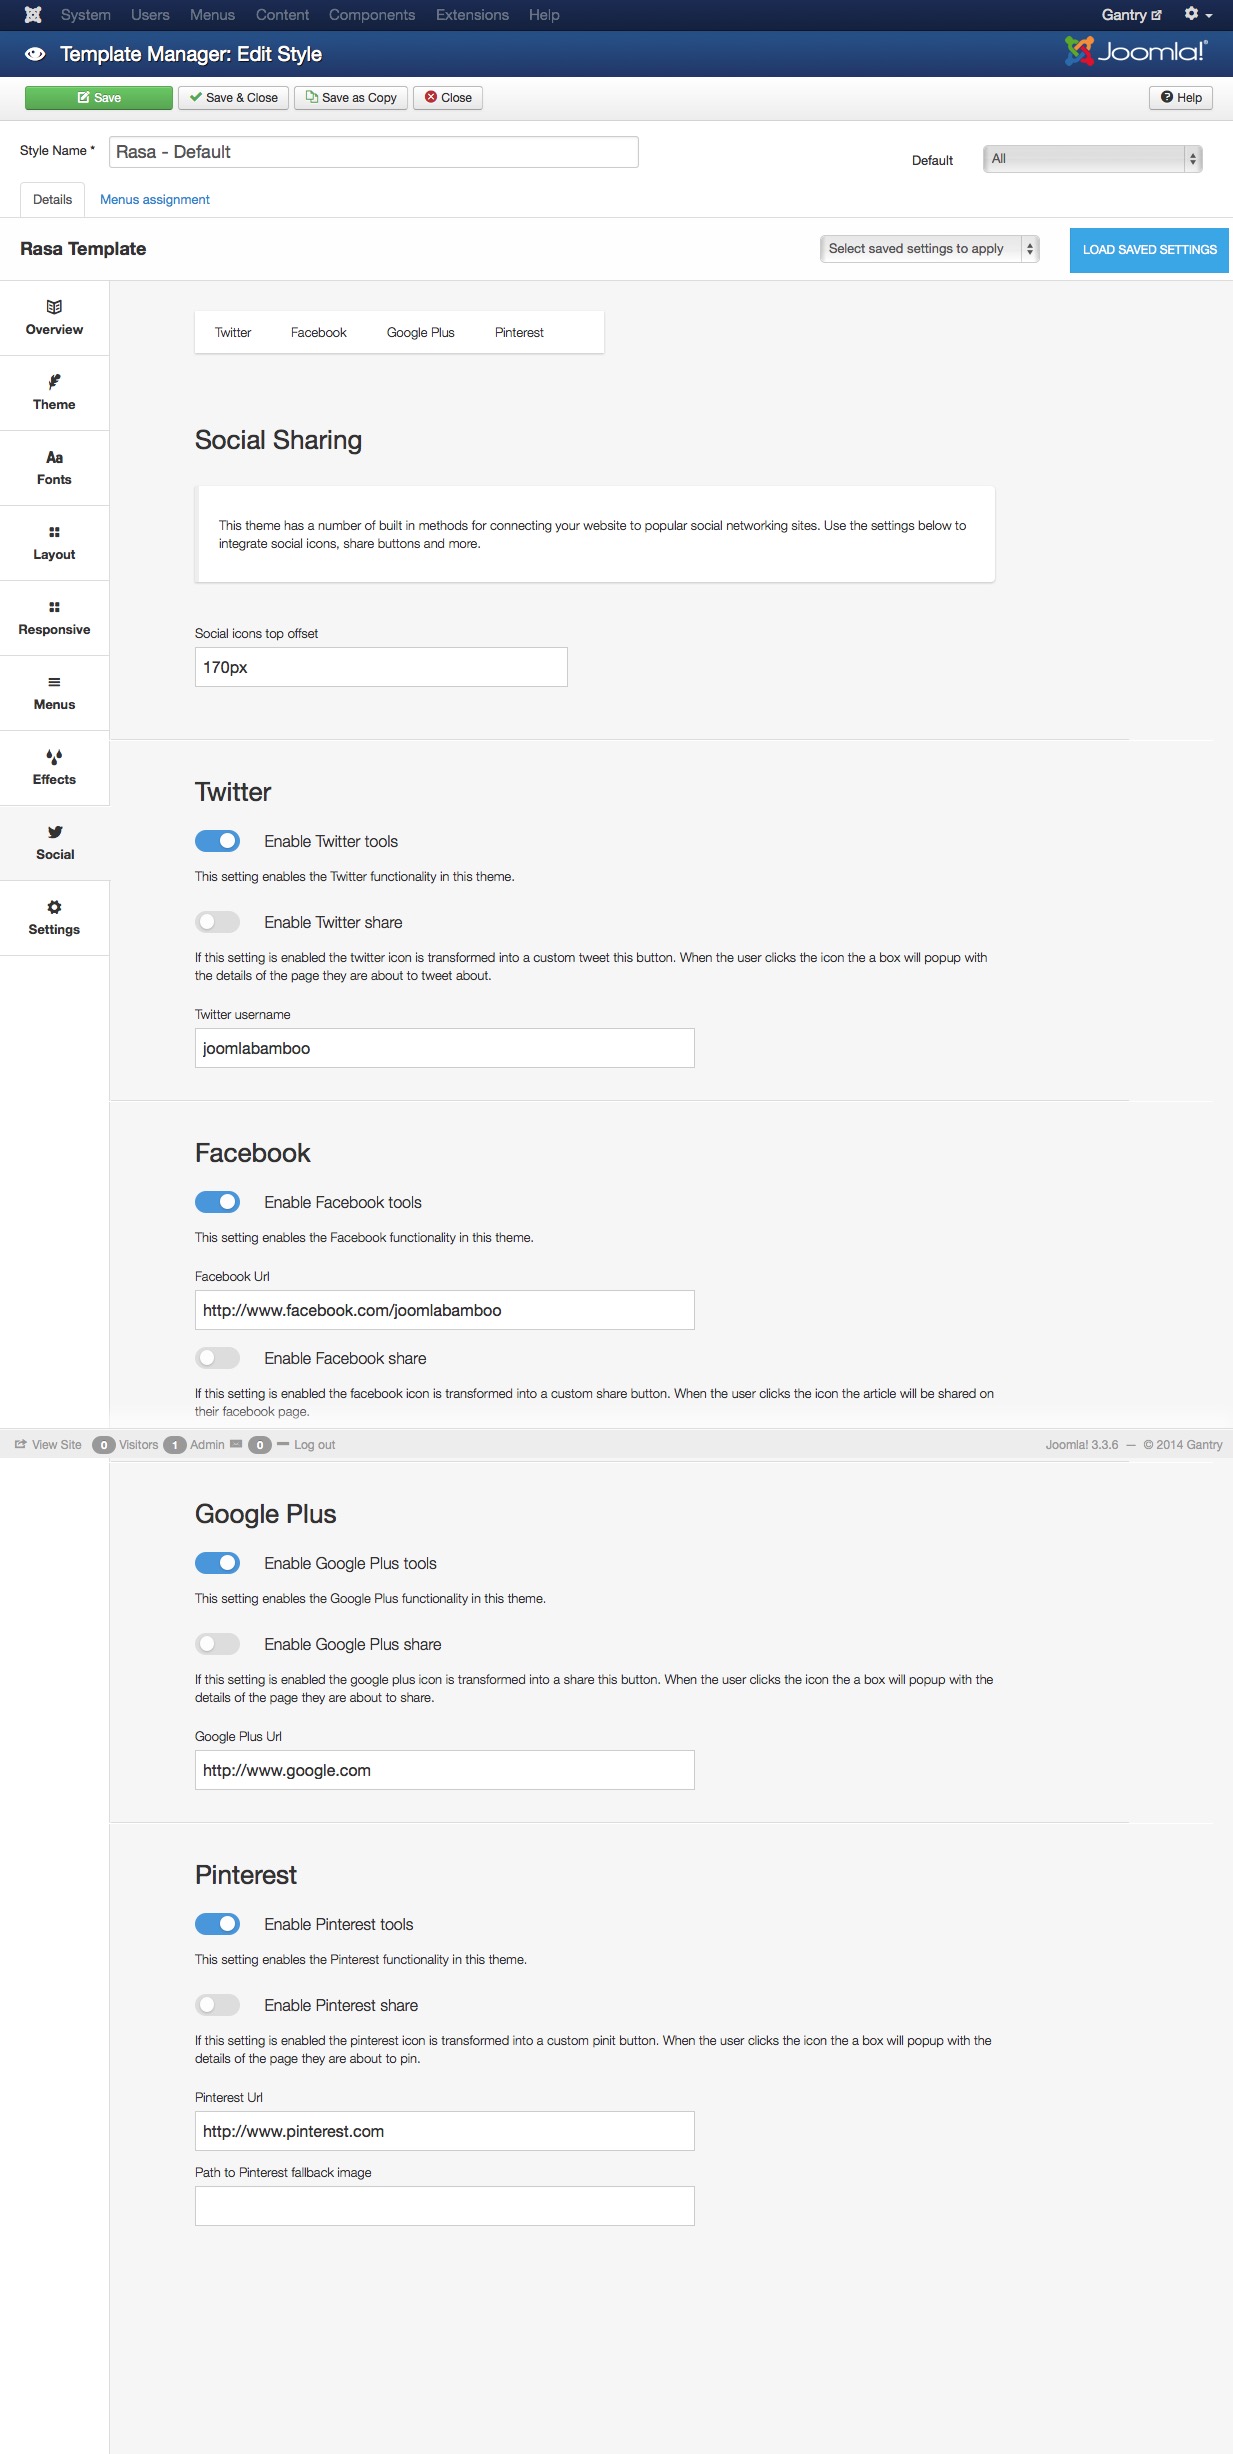 System Users Menus Content Components Extensions Help Gantry
Template Manager: Edit Style Joomla!®
Save Save & Close Save as Copy Close Help
Style Name * Rasa - Default Default All
Details Menus assignment
Rasa Template Select saved settings to apply LOAD SAVED SETTINGS
Overview
Theme
Aa
Fonts
Layout
Responsive
Menus
Effects
Social
Settings
Twitter Facebook Google Plus Pinterest
Social Sharing
This theme has a number of built in methods for connecting your website to popular social networking sites. Use the settings below to
integrate social icons, share buttons and more.
Social icons top offset
170px
Twitter
Enable Twitter tools
This setting enables the Twitter functionality in this theme.
Enable Twitter share
If this setting is enabled the twitter icon is transformed into a custom tweet this button. When the user clicks the icon the a box will popup with
the details of the page they are about to tweet about.
Twitter username
joomlabamboo
Facebook
Enable Facebook tools
This setting enables the Facebook functionality in this theme.
Facebook Url
http://www.facebook.com/joomlabamboo
Enable Facebook share
If this setting is enabled the facebook icon is transformed into a custom share button. When the user clicks the icon the article will be shared on
their facebook page.
View Site 0 Visitors 1 Admin 0 Log out Joomla! 3.3.6 — © 2014 Gantry
Google Plus
Enable Google Plus tools
This setting enables the Google Plus functionality in this theme.
Enable Google Plus share
If this setting is enabled the google plus icon is transformed into a share this button. When the user clicks the icon the a box will popup with the
details of the page they are about to share.
Google Plus Url
http://www.google.com
Pinterest
Enable Pinterest tools
This setting enables the Pinterest functionality in this theme.
Enable Pinterest share
If this setting is enabled the pinterest icon is transformed into a custom pinit button. When the user clicks the icon the a box will popup with the
details of the page they are about to pin.
Pinterest Url
http://www.pinterest.com
Path to Pinterest fallback image